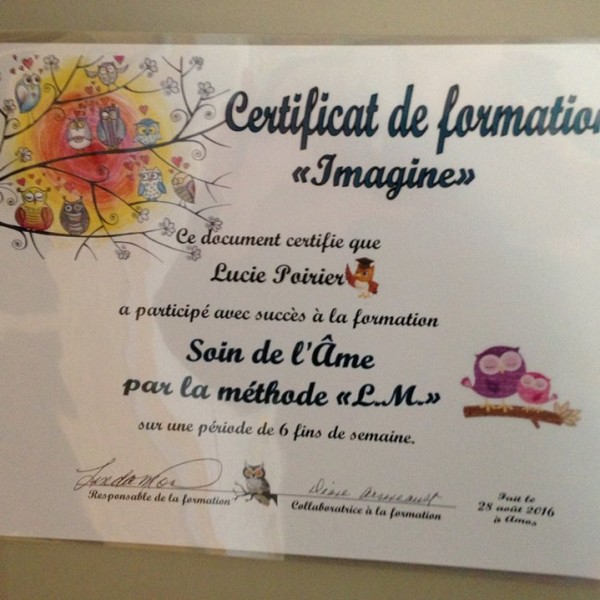 Certificat de formation
«Imagine»
Ce document certifie que
Lucie Poirier
a participé avec succès à la formation
Soin de l'Âme
par la méthode «L.M.»
sur une période de 6 fins de semaine.
Responsable de la formation
Diane Arseneault
Collaboratrice à la formation
Fait le
28 août 2016
à Amos